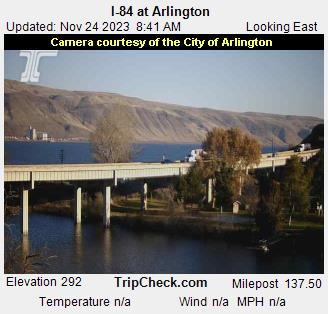 I-84 at Arlington
Updated: Nov 24 2023 8:41 AM Looking East
Camera courtesy of the City of Arlington
Elevation 292 TripCheck.com Milepost 137.50
Temperature n/a Wind n/a MPH n/a